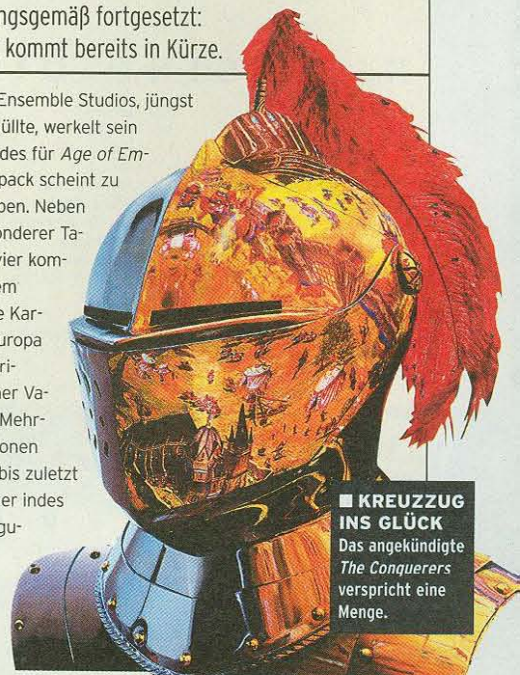 ngsgemäß fortgesetzt:
kommt bereits in Kürze.
Ensemble Studios, jüngst
üllte, werkelt sein
des für Age of Em-
pack scheint zu
ben. Neben
onderer Ta-
vier kom-
em
e Kar-
uropa
ri-
ner Va-
Mehr-
onen
bis zuletzt
er indes
gu-
■ KREUZZUG
INS GLÜCK
Das angekündigte
The Conquerers
verspricht eine
Menge.